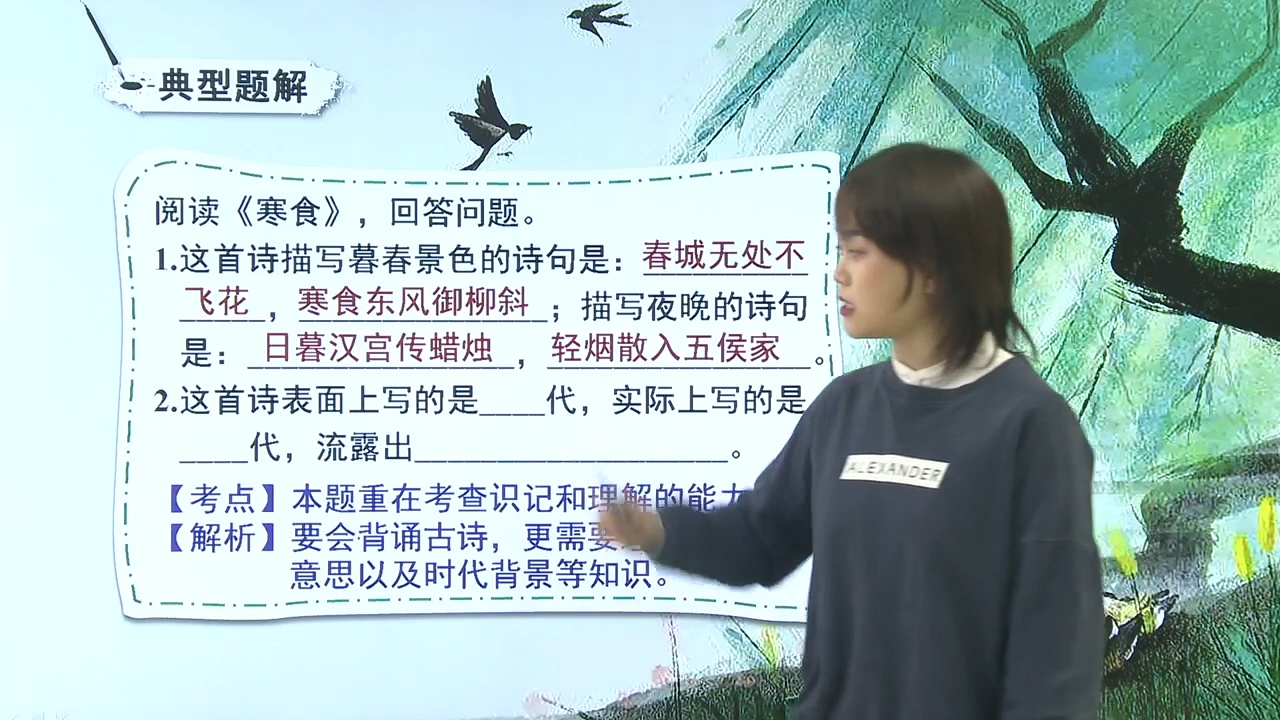 典型题解
阅读《寒食》，回答问题。
1.这首诗描写暮春景色的诗句是：春城无处不
飞花，寒食东风御柳斜；描写夜晚的诗句
是：日暮汉宫传蜡烛，轻烟散入五侯家。
2.这首诗表面上写的是____代，实际上写的是
____代，流露出___________________。
【考点】本题重在考查识记和理解的能力
【解析】要会背诵古诗，更需要
意思以及时代背景等知识。
ALEXANDER